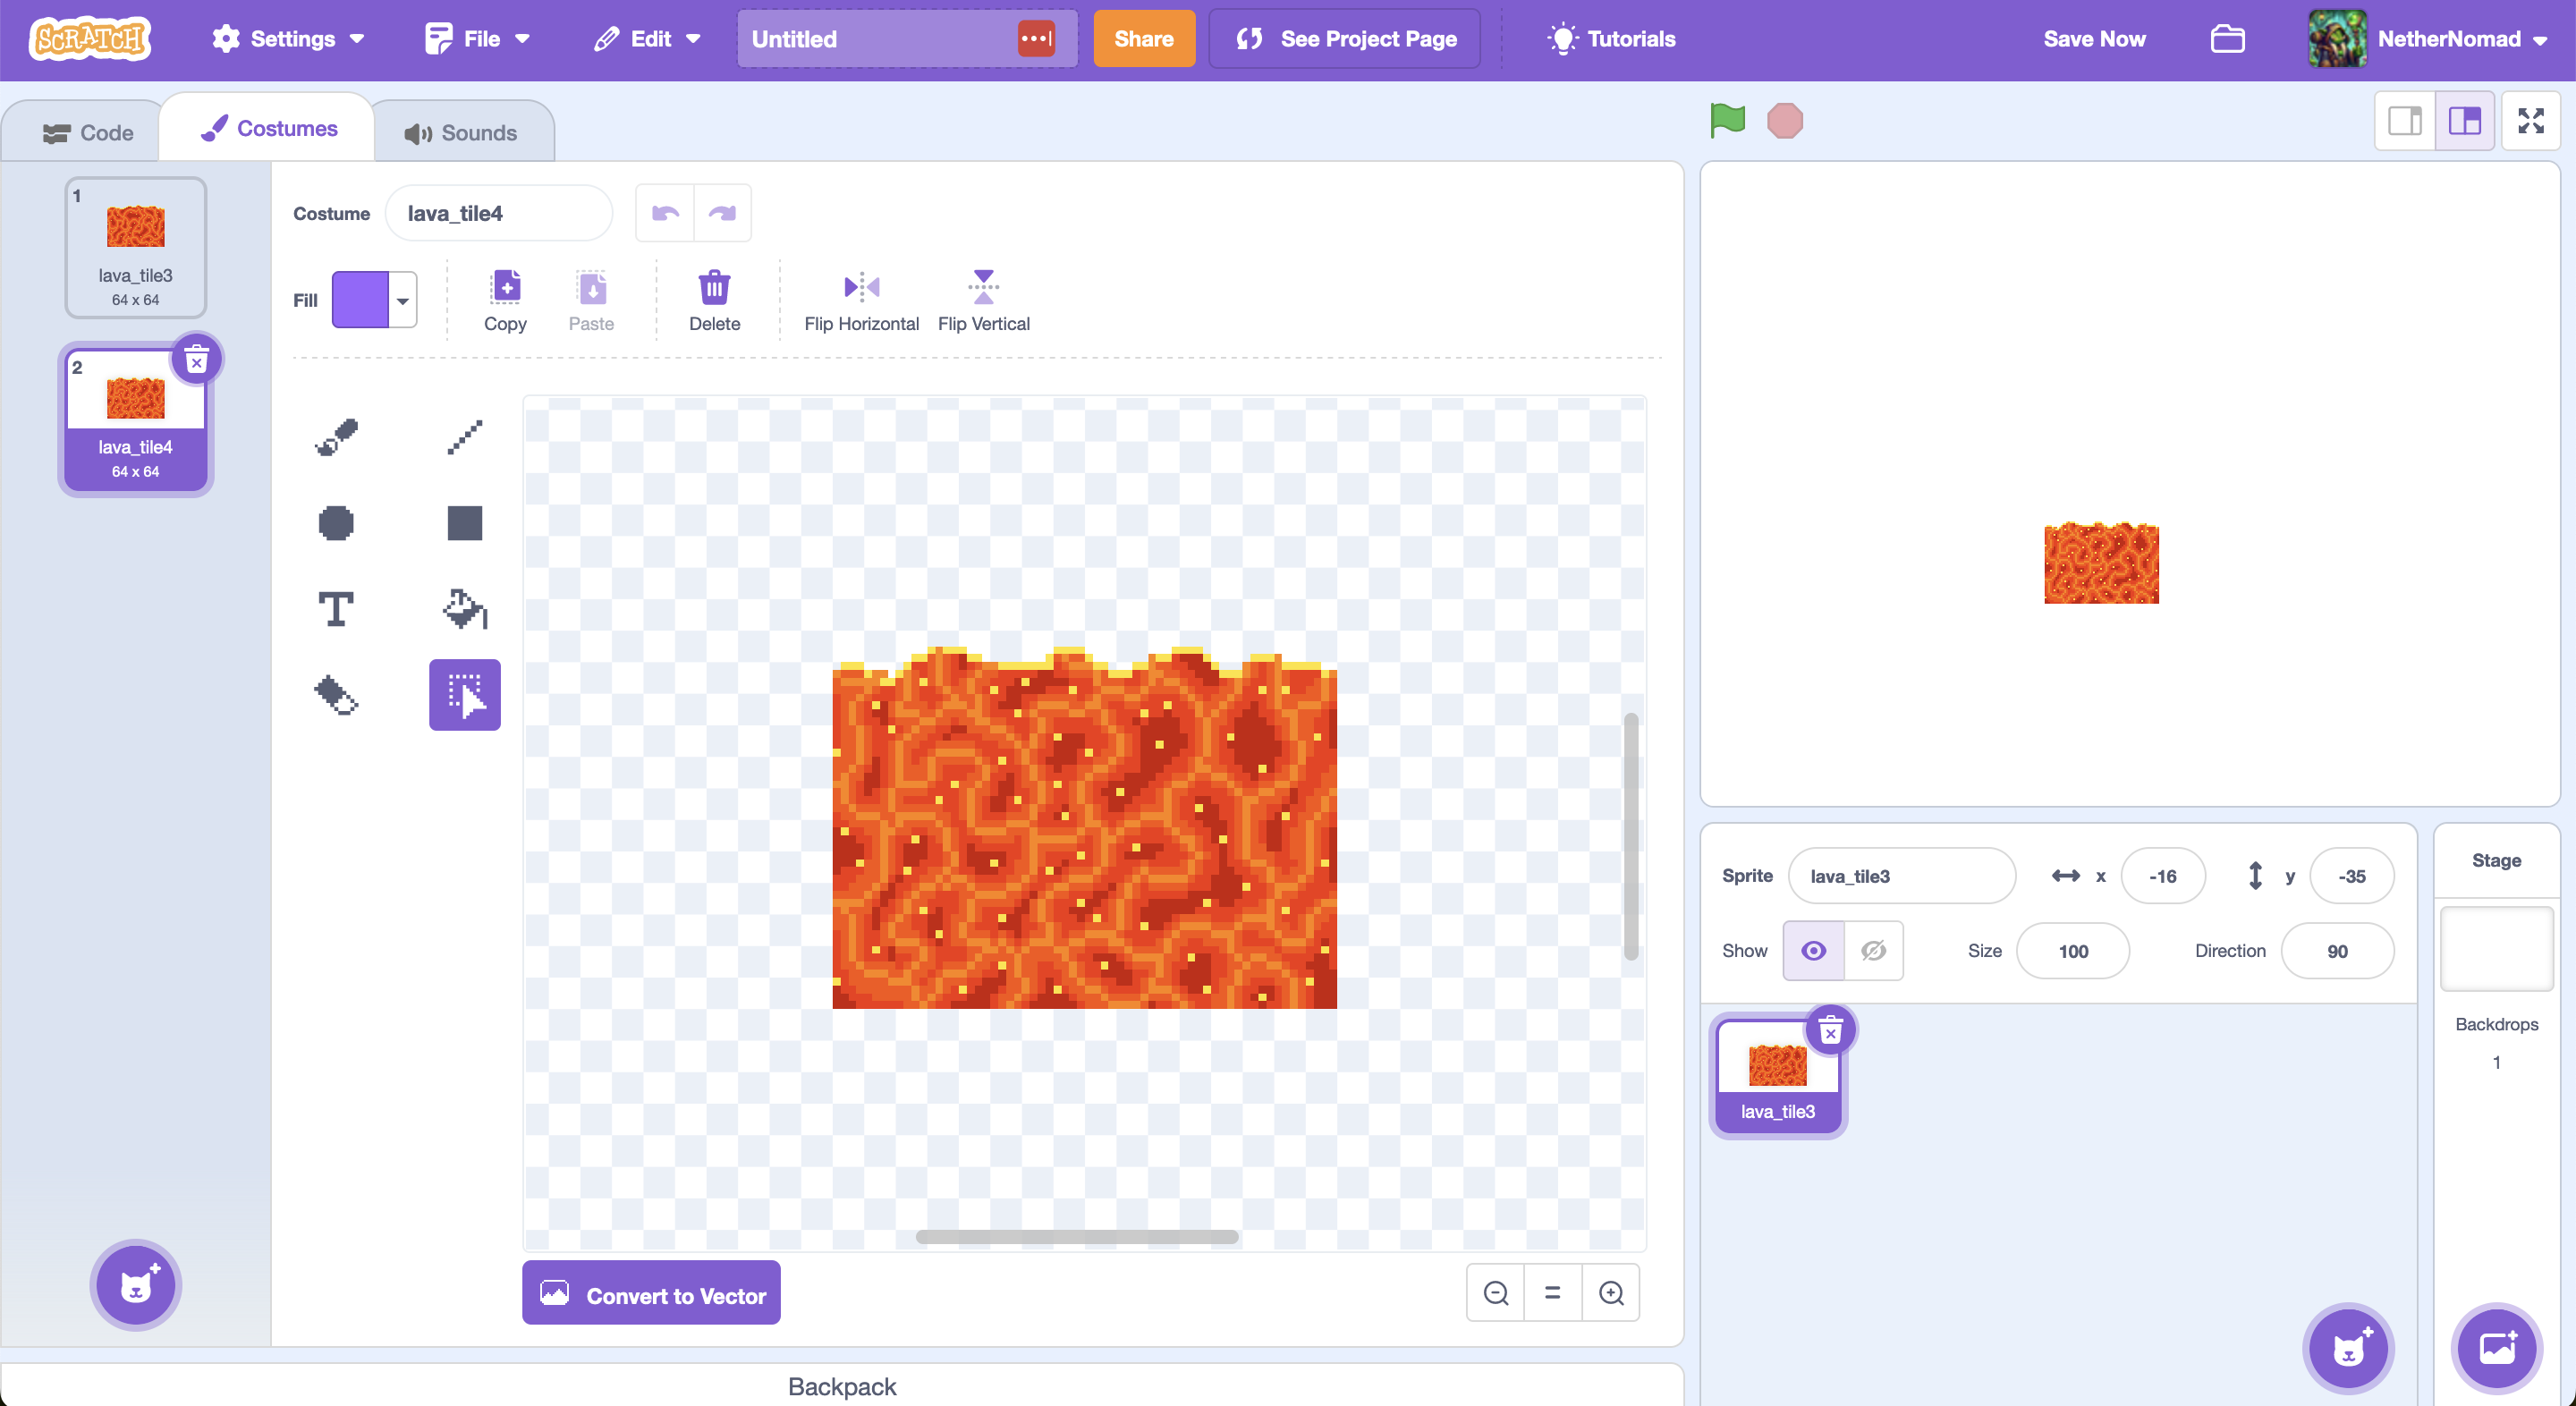 SCRATCH
Settings
File
Edit
Untitled
Share
See Project Page
Tutorials
Save Now
NetherNomad
Code
Costumes
Sounds
1
lava_tile3
64 x 64
2
lava_tile4
64 x 64
Costume
lava_tile4
Fill
Copy
Paste
Delete
Flip Horizontal
Flip Vertical
T
Convert to Vector
Backpack
Sprite
lava_tile3
x
-16
y
-35
Show
Size
100
Direction
90
lava_tile3
Stage
Backdrops
1